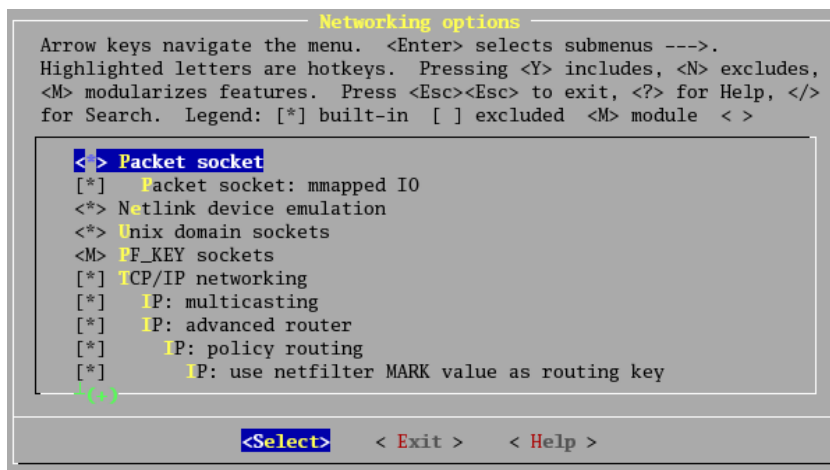 Networking options
Arrow keys navigate the menu.  <Enter> selects submenus --->.
Highlighted letters are hotkeys.  Pressing <Y> includes, <N> excludes,
<M> modularizes features.  Press <Esc><Esc> to exit, <?> for Help, </>
for Search.  Legend: [*] built-in  [ ] excluded  <M> module  < >
<*> Packet socket
[*]   Packet socket: mmapped IO
<*> Netlink device emulation
<*> Unix domain sockets
<M> PF_KEY sockets
[*] TCP/IP networking
[*]   IP: multicasting
[*]   IP: advanced router
[*]     IP: policy routing
[*]       IP: use netfilter MARK value as routing key
(+)
<Select>    < Exit >    < Help >